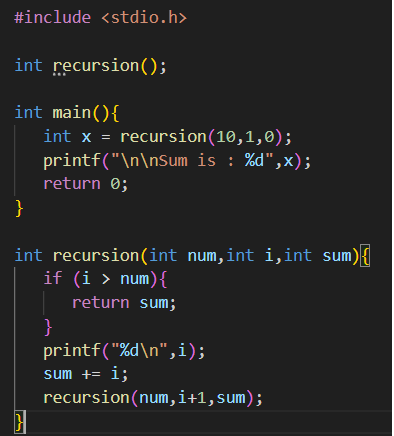 #include <stdio.h>
int recursion();
int main(){
int x = recursion(10,1,0);
printf("\n\nSum is : %d",x);
return 0;
}
int recursion(int num,int i,int sum){
if (i > num){
return sum;
}
printf("%d\n",i);
sum += i;
recursion(num,i+1,sum);
}